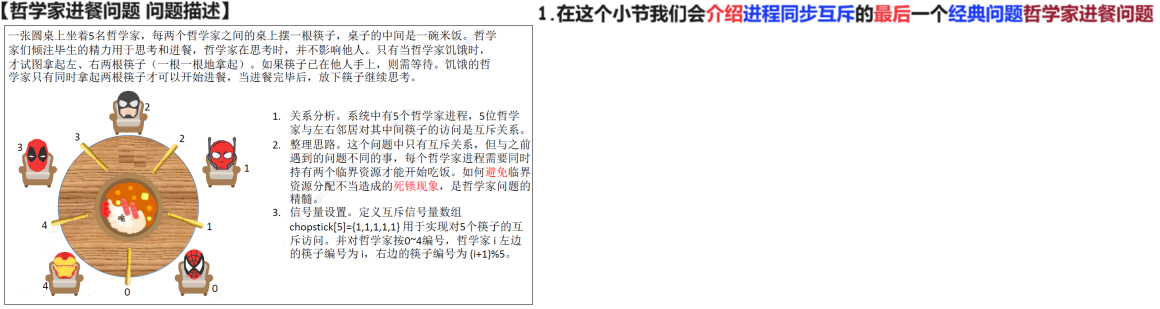 【哲学家进餐问题 问题描述】
一张圆桌上坐着5名哲学家，每两个哲学家之间的桌上摆一根筷子，桌子的中间是一碗米饭。哲学
家们倾注毕生的精力用于思考和进餐，哲学家在思考时，并不影响他人。只有当哲学家饥饿时，
才试图拿起左、右两根筷子（一根一根地拿起）。如果筷子已在他人手上，则需等待。饥饿的哲
学家只有同时拿起两根筷子才可以开始进餐，当进餐完毕后，放下筷子继续思考。
2
3
2
3
1
4
1
4
0
0
1. 关系分析。系统中有5个哲学家进程，5位哲学
家与左右邻居对其中间筷子的访问是互斥关系。
2. 整理思路。这个问题中只有互斥关系，但与之前
遇到的问题不同的事，每个哲学家进程需要同时
持有两个临界资源才能开始吃饭。如何避免临界
资源分配不当造成的死锁现象，是哲学家问题的
精髓。
3. 信号量设置。定义互斥信号量数组
chopstick[5]={1,1,1,1,1} 用于实现对5个筷子的互
斥访问。并对哲学家按0~4编号，哲学家 i 左边
的筷子编号为 i，右边的筷子编号为 (i+1)%5。
1.在这个小节我们会介绍进程同步互斥的最后一个经典问题哲学家进餐问题